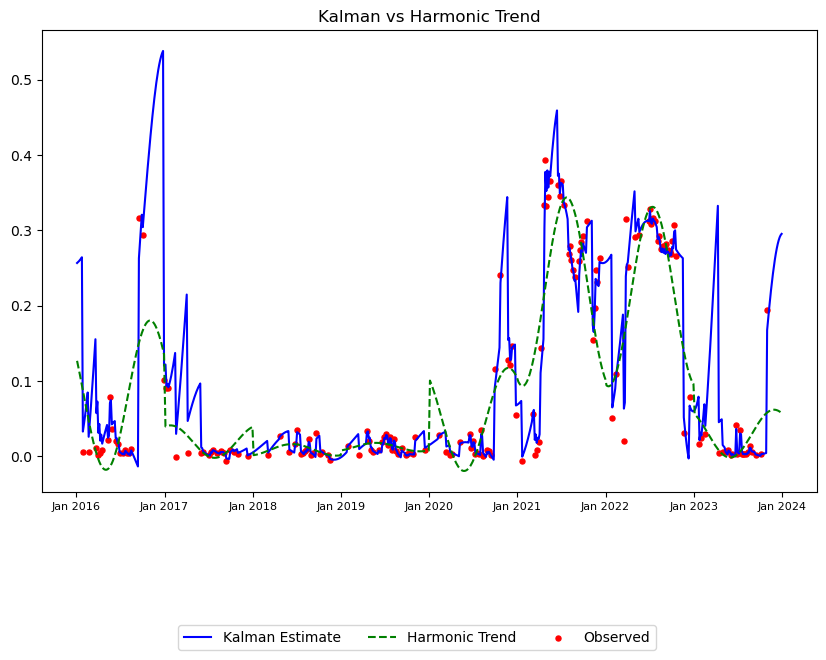 Kalman vs Harmonic Trend
0.5
0.4
0.3
0.2
0.1
0.0
Jan 2016 Jan 2017 Jan 2018 Jan 2019 Jan 2020 Jan 2021 Jan 2022 Jan 2023 Jan 2024
Kalman Estimate Harmonic Trend Observed